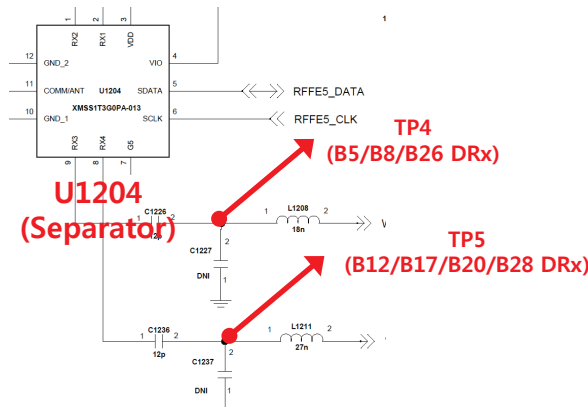 1 2 3
RX2 RX1 VDD
12 GND_2 VIO 4
11 COMM/ANT U1204 SDATA 5 RFFE5_DATA
XMSS1T3G0PA-013
10 GND_1 SCLK 6 RFFE5_CLK
RX3 RX4 GS
9 8 7
TP4
(B5/B8/B26 DRx)
U1204
(Separator)
C1226
2
12p
1 L1208 2
18n
2
C1227
DNI
1
TP5
(B12/B17/B20/B28 DRx)
1 C1236 2
12p
1 L1211 2
27n
2
C1237
DNI
1